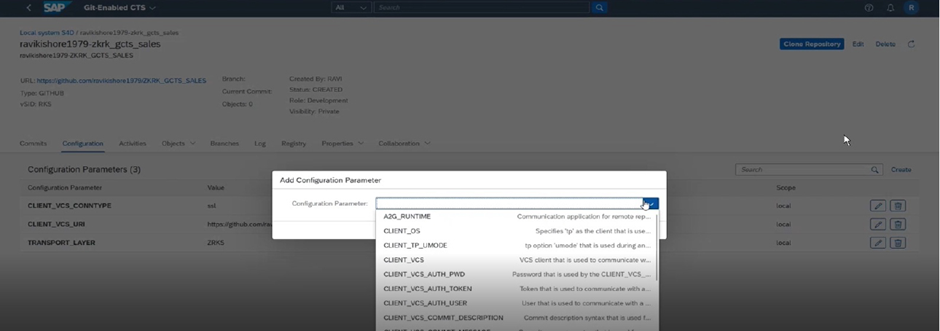 SAP Git-Enabled CTS All Search R
Local system S4D / ravikishore1979-zkrk_gcts_sales
ravikishore1979-zkrk_gcts_sales
ravikishore1979-ZKRK_GCTS_SALES
Clone Repository Edit Delete
URL: https://github.com/ravikishore1979/ZKRK_GCTS_SALES
Type: GITHUB
vSID: RKS
Branch:
Current Commit:
Objects: 0
Created By: RAVI
Status: CREATED
Role: Development
Visibility: Private
Commits Configuration Activities Objects Branches Log Registry Properties Collaboration
Configuration Parameters (3) Search Create
Configuration Parameter Value Scope
CLIENT_VCS_CONNTYPE ssl local
CLIENT_VCS_URI local
TRANSPORT_LAYER ZRKS local
Add Configuration Parameter
Configuration Parameter:
A2G_RUNTIME Communication application for remote rep...
CLIENT_OS Specifies 'tp' as the client that is use...
CLIENT_TP_UMODE tp option 'umode' that is used during an...
CLIENT_VCS VCS client that is used to communicate w...
CLIENT_VCS_AUTH_PWD Password that is used by the CLIENT_VCS_...
CLIENT_VCS_AUTH_TOKEN Token that is used to communicate with a...
CLIENT_VCS_AUTH_USER User that is used to communicate with a ...
CLIENT_VCS_COMMIT_DESCRIPTION Commit description syntax that is used f...